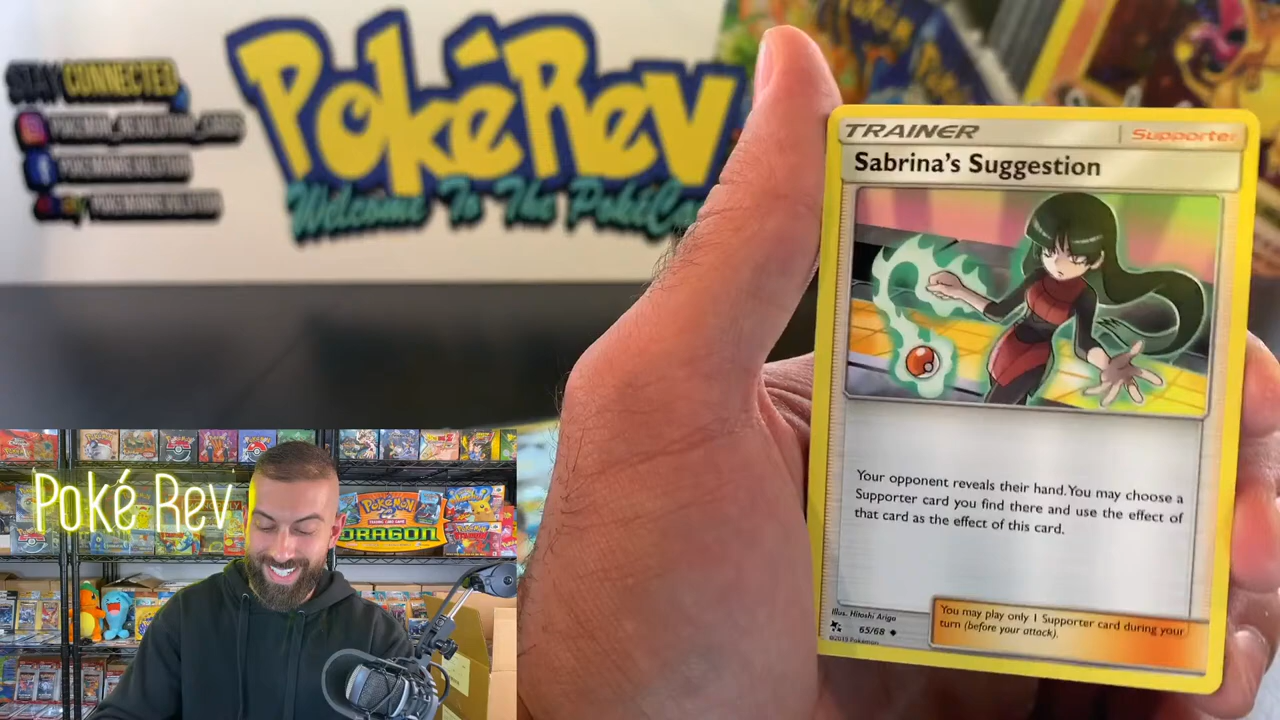 STAY CONNECTED
PokéRev
Welcome To The PokéCa
TRAINER
Supporter
Sabrina's Suggestion
Your opponent reveals their hand. You may choose a
Supporter card you find there and use the effect of
that card as the effect of this card.
Illus. Hitoshi Ariga
65/68
©2019 Pokémon
You may play only 1 Supporter card during your
turn (before your attack).
Poké Rev
Pokémon
DRAGON